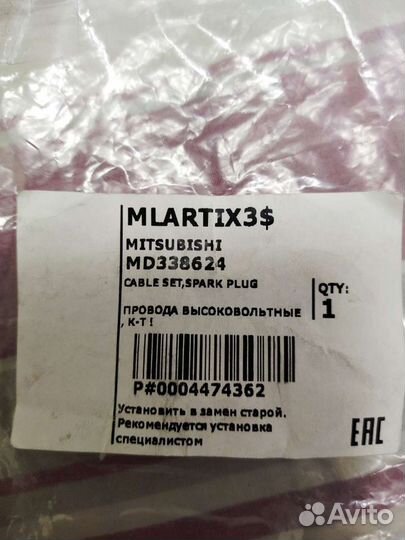 MLARTIX3$
MITSUBISHI
MD338624
CABLE SET,SPARK PLUG
QTY:
1
ПРОВОДА ВЫСОКОВОЛЬТНЫЕ
, К-Т !
P#0004474362
Установить в замен старой.
Рекомендуется установка
специалистом
EAC
Avito